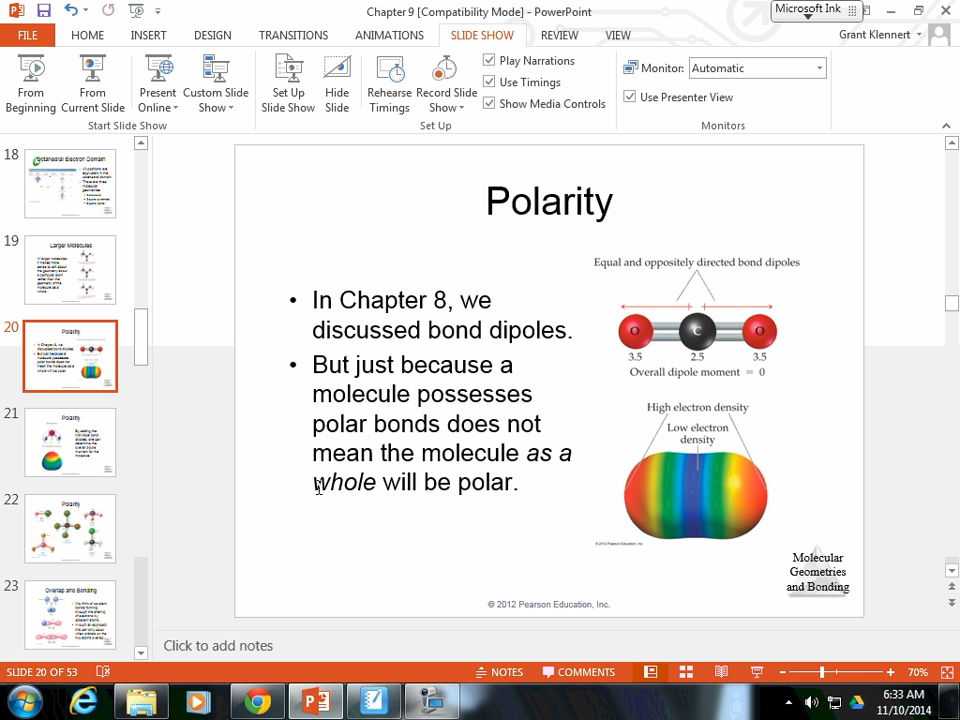 Chapter 9 [Compatibility Mode] - PowerPoint
Microsoft Ink
FILE HOME INSERT DESIGN TRANSITIONS ANIMATIONS SLIDE SHOW REVIEW VIEW
Grant Klennert
From Beginning
From Current Slide
Present Online
Custom Slide Show
Start Slide Show
Set Up Slide Show
Hide Slide
Rehearse Timings
Record Slide Show
Play Narrations
Use Timings
Show Media Controls
Set Up
Monitor: Automatic
Use Presenter View
Monitors
18
Octahedral Electron Domain
19
Larger Molecules
20
Polarity
21
Polarity
22
Polarity
23
Overlap and Bonding
Polarity
• In Chapter 8, we
discussed bond dipoles.
• But just because a
molecule possesses
polar bonds does not
mean the molecule as a
whole will be polar.
Equal and oppositely directed bond dipoles
O C O
3.5 2.5 3.5
Overall dipole moment = 0
High electron density
Low electron
density
© 2012 Pearson Education, Inc.
Molecular
Geometries
and Bonding
© 2012 Pearson Education, Inc.
Click to add notes
SLIDE 20 OF 53
NOTES COMMENTS
70%
6:33 AM
11/10/2014